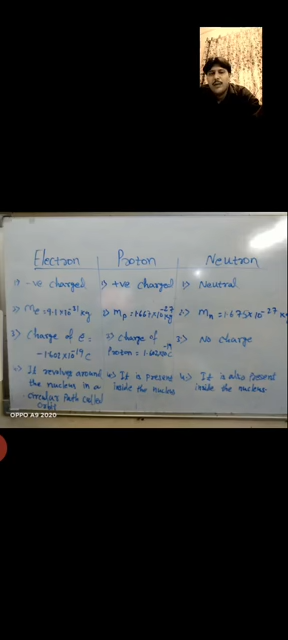 Electron Proton Neutron
1) -ve charged 1) +ve charged 1) Neutral
2) Me = 9.1×10⁻³¹ kg 2) Mp = 1.667×10⁻²⁷ kg 2) Mn = 1.675×10⁻²⁷ kg
3) Charge of e = 3) charge of 3) No charge
-1.602×10⁻¹⁹ C Proton = 1.602×10⁻¹⁹ C
4) It revolves around 4) It is present 4) It is also present
the nucleus in a inside the nucleus inside the nucleus
circular path called
orbit
OPPO A9 2020